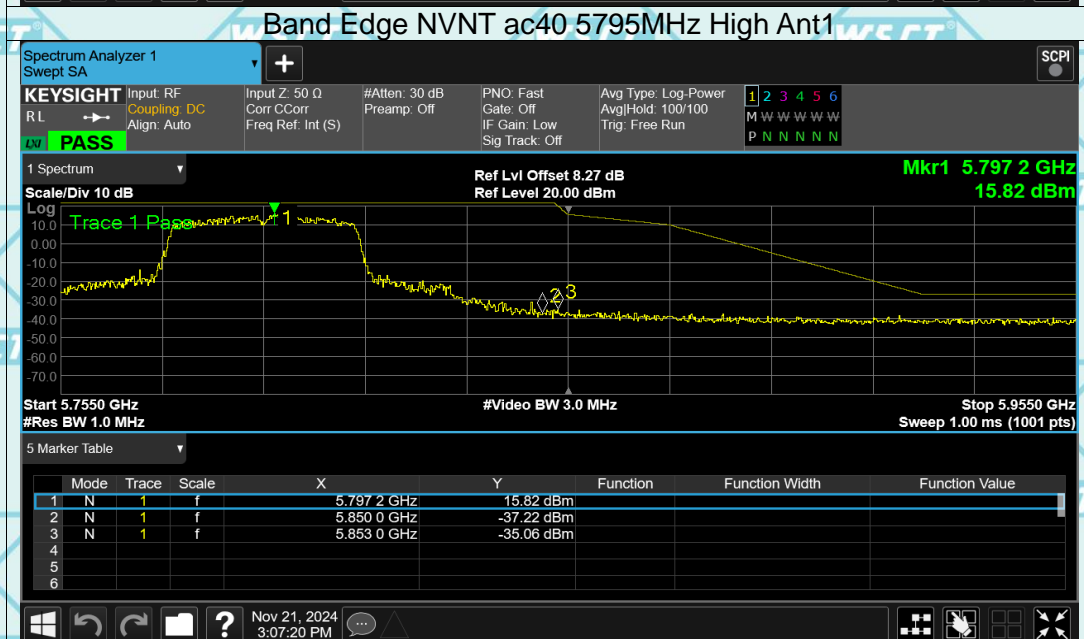 Band Edge NVNT ac40 5795MHz High Ant1
Spectrum Analyzer 1
Swept SA
+
SCPI
KEYSIGHT
RL
LXI PASS
Input: RF
Coupling: DC
Align: Auto
Input Z: 50 Ω
Corr CCorr
Freq Ref: Int (S)
#Atten: 30 dB
Preamp: Off
PNO: Fast
Gate: Off
IF Gain: Low
Sig Track: Off
Avg Type: Log-Power
Avg|Hold: 100/100
Trig: Free Run
1 2 3 4 5 6
M W W W W W
P N N N N N
1 Spectrum
Scale/Div 10 dB
Ref Lvl Offset 8.27 dB
Ref Level 20.00 dBm
Mkr1 5.797 2 GHz
15.82 dBm
Log
Trace 1 Pass
1
2 3
10.0
0.00
-10.0
-20.0
-30.0
-40.0
-50.0
-60.0
-70.0
Start 5.7550 GHz #Video BW 3.0 MHz Stop 5.9550 GHz
#Res BW 1.0 MHz Sweep 1.00 ms (1001 pts)
5 Marker Table
Mode Trace Scale X Y Function Function Width Function Value
1 N 1 f 5.797 2 GHz 15.82 dBm
2 N 1 f 5.850 0 GHz -37.22 dBm
3 N 1 f 5.853 0 GHz -35.06 dBm
4
5
6
?
Nov 21, 2024
3:07:20 PM